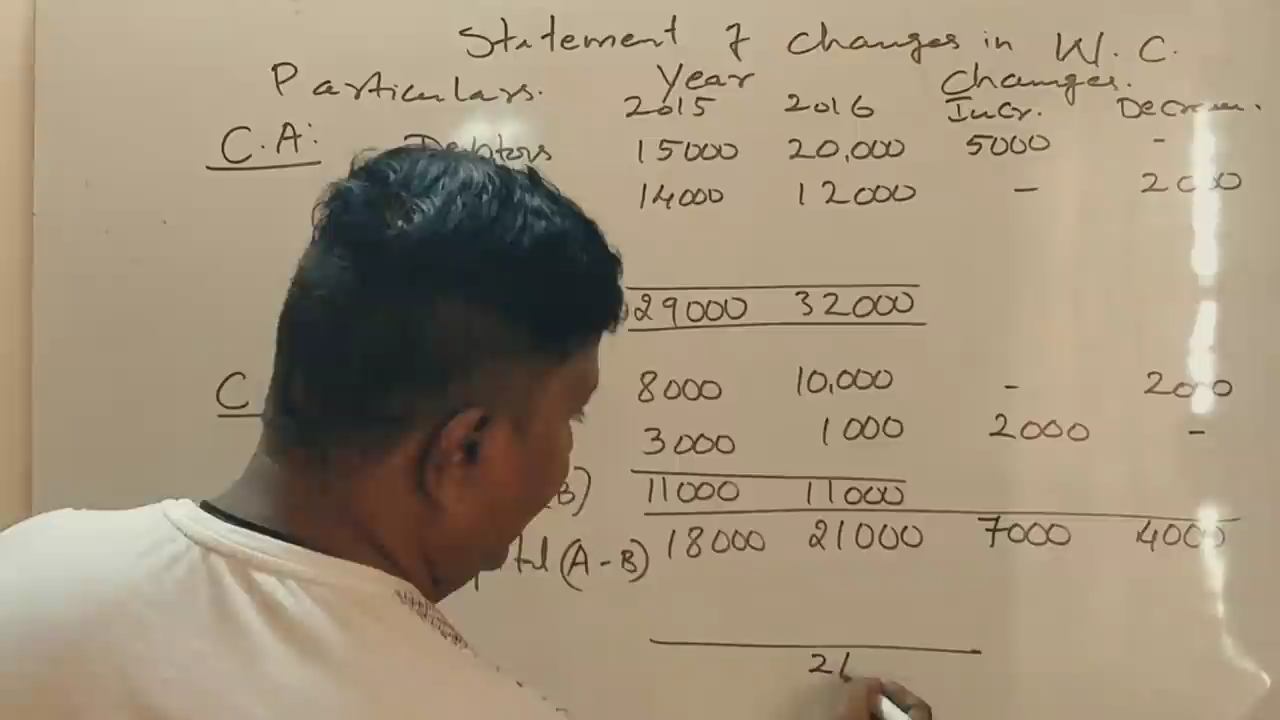 Statement of changes in W.C.
Particulars. Year Changes.
2015 2016 Incr. Decrease.
C.A: Debtors 15000 20,000 5000 -
14000 12000 - 2000
29000 32000
C 8000 10,000 - 2000
3000 1000 2000 -
B) 11000 11000
(A-B) 18000 21000 7000 4000
21